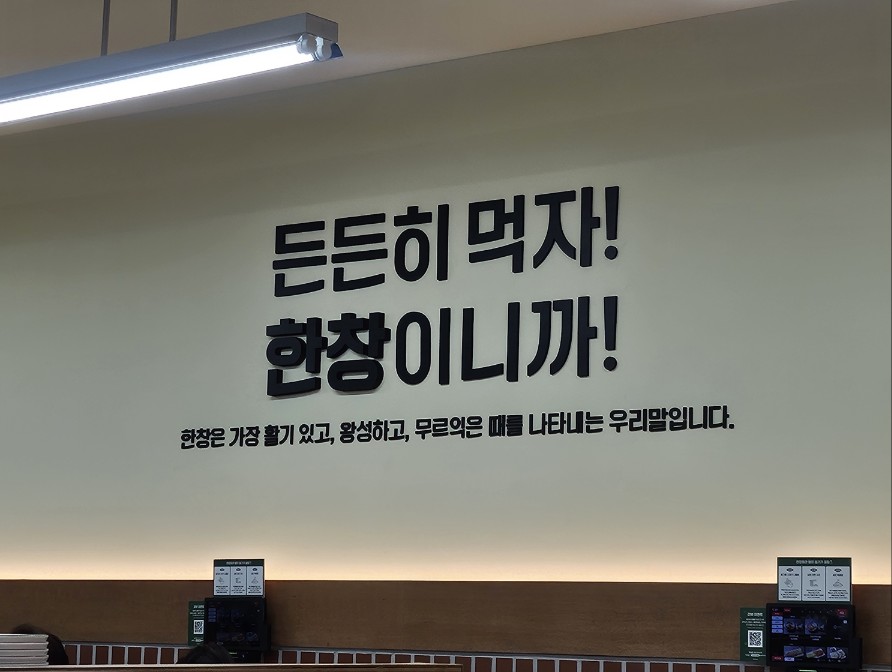 든든히 먹자!
한창이니까!
한창은 가장 활기 있고, 왕성하고, 무르익은 때를 나타내는 우리말입니다.